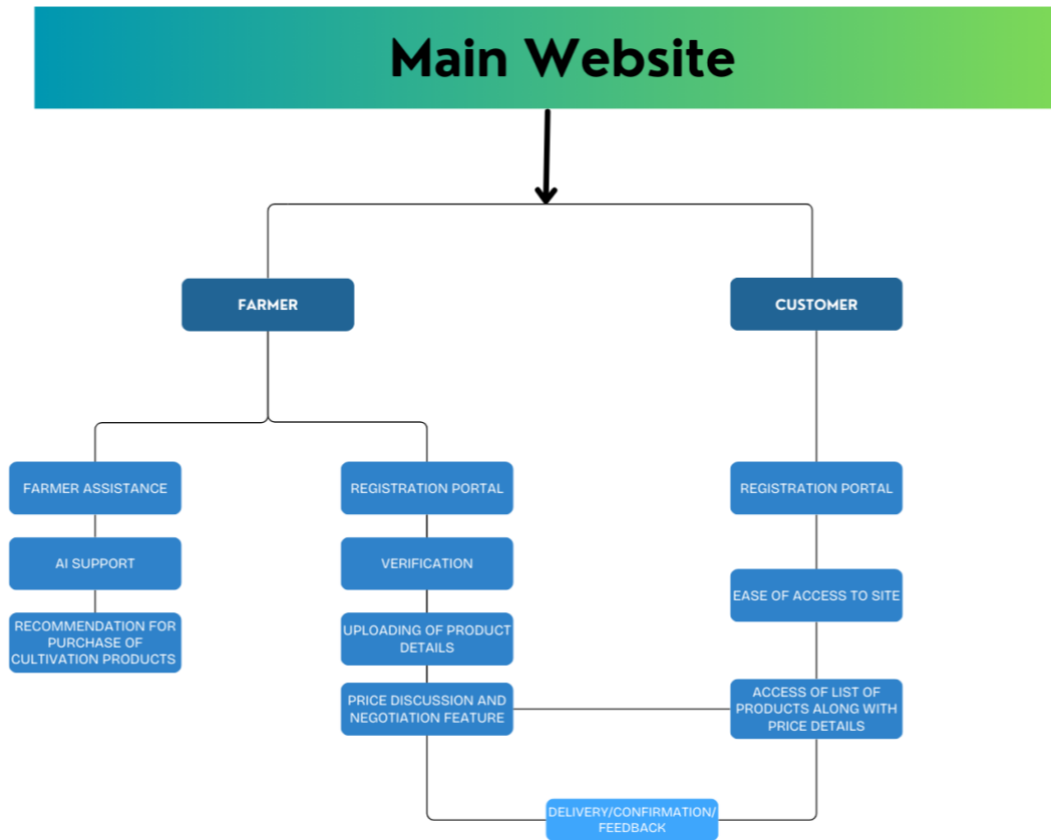 Main Website
FARMER
CUSTOMER
FARMER ASSISTANCE
REGISTRATION PORTAL
REGISTRATION PORTAL
AI SUPPORT
VERIFICATION
EASE OF ACCESS TO SITE
RECOMMENDATION FOR
PURCHASE OF
CULTIVATION PRODUCTS
UPLOADING OF PRODUCT
DETAILS
PRICE DISCUSSION AND
NEGOTIATION FEATURE
ACCESS OF LIST OF
PRODUCTS ALONG WITH
PRICE DETAILS
DELIVERY/CONFIRMATION/
FEEDBACK